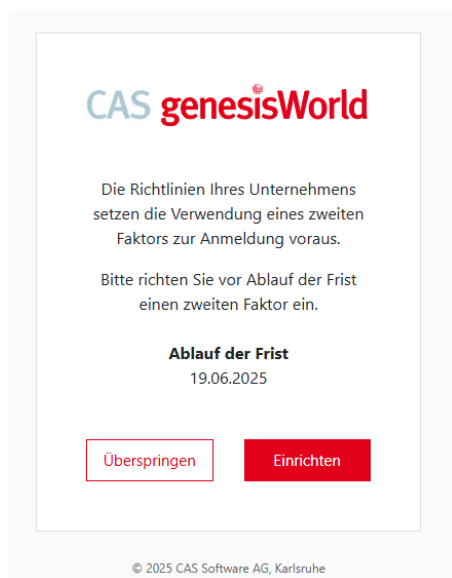 CAS genesisWorld
Die Richtlinien Ihres Unternehmens
setzen die Verwendung eines zweiten
Faktors zur Anmeldung voraus.
Bitte richten Sie vor Ablauf der Frist
einen zweiten Faktor ein.
Ablauf der Frist
19.06.2025
Überspringen
Einrichten
© 2025 CAS Software AG, Karlsruhe